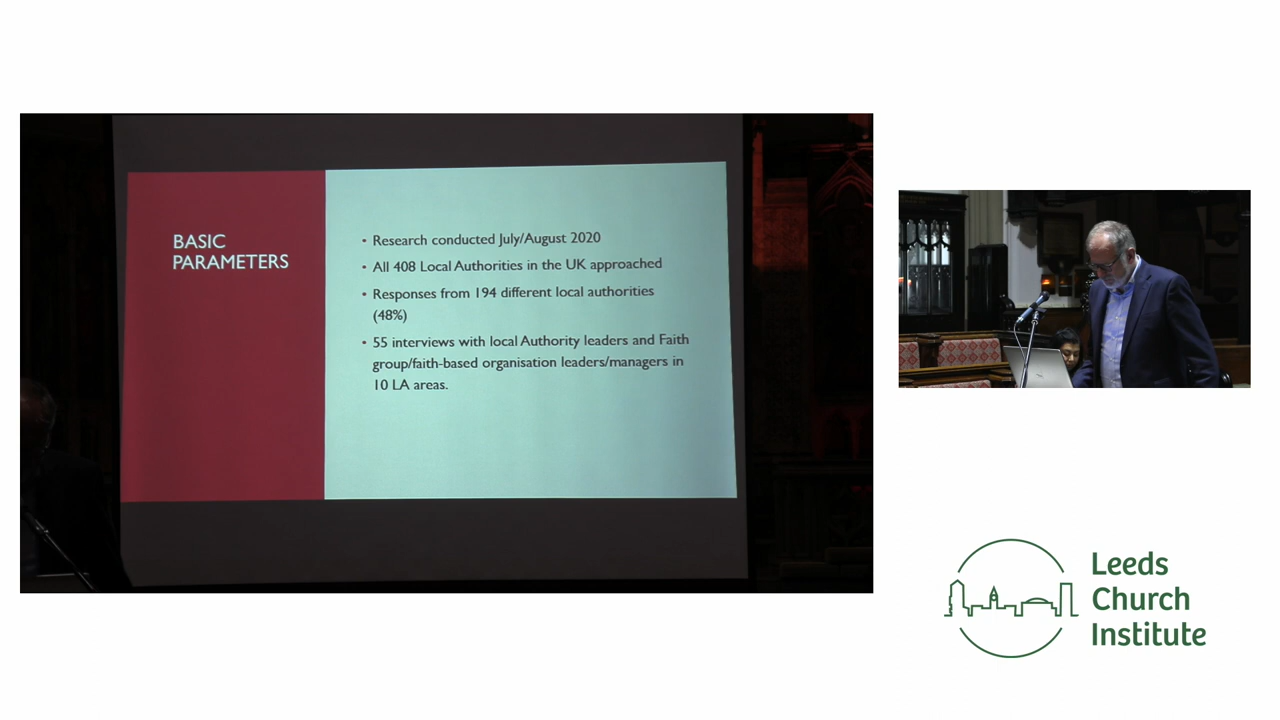 BASIC
PARAMETERS
• Research conducted July/August 2020
• All 408 Local Authorities in the UK approached
• Responses from 194 different local authorities
(48%)
• 55 interviews with local Authority leaders and Faith
group/faith-based organisation leaders/managers in
10 LA areas.
Leeds
Church
Institute